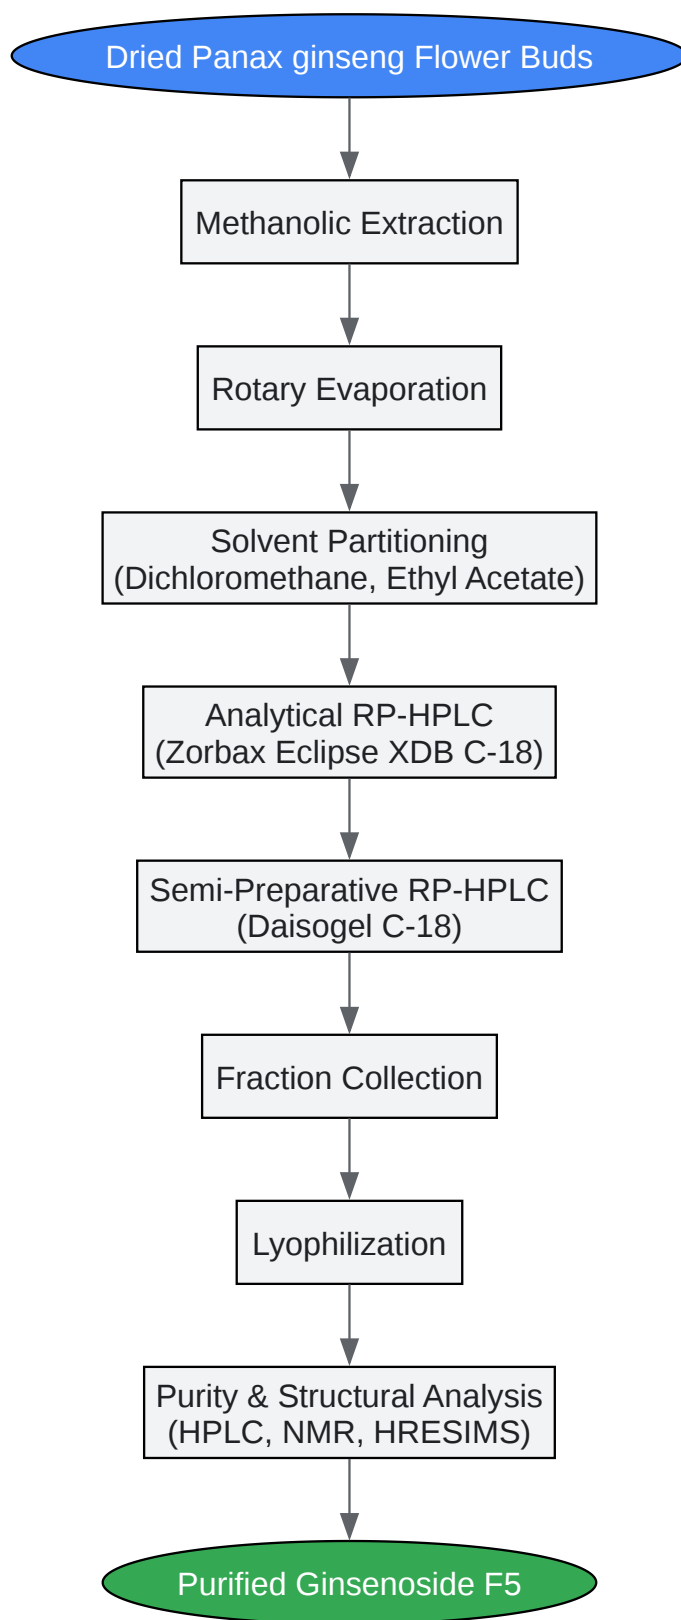 Dried Panax ginseng Flower Buds
Methanolic Extraction
Rotary Evaporation
Solvent Partitioning
(Dichloromethane, Ethyl Acetate)
Analytical RP-HPLC
(Zorbax Eclipse XDB C-18)
Semi-Preparative RP-HPLC
(Daisogel C-18)
Fraction Collection
Lyophilization
Purity & Structural Analysis
(HPLC, NMR, HRESIMS)
Purified Ginsenoside F5